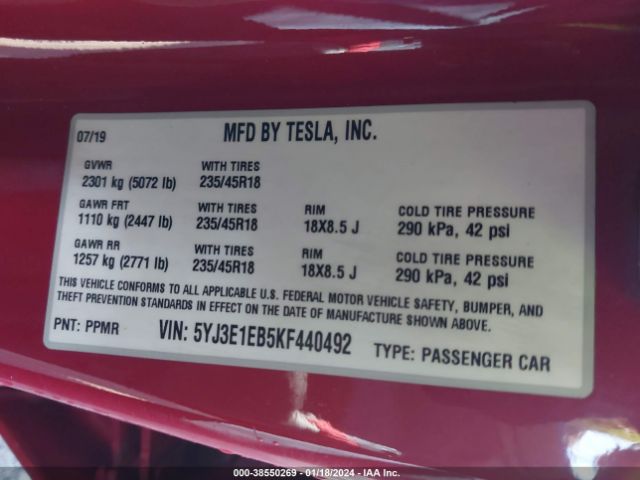 07/19 MFD BY TESLA, INC.
GVWR WITH TIRES
2301 kg (5072 lb) 235/45R18
GAWR FRT WITH TIRES RIM COLD TIRE PRESSURE
1110 kg (2447 lb) 235/45R18 18X8.5 J 290 kPa, 42 psi
GAWR RR WITH TIRES RIM COLD TIRE PRESSURE
1257 kg (2771 lb) 235/45R18 18X8.5 J 290 kPa, 42 psi
THIS VEHICLE CONFORMS TO ALL APPLICABLE U.S. FEDERAL MOTOR VEHICLE SAFETY, BUMPER, AND
THEFT PREVENTION STANDARDS IN EFFECT ON THE DATE OF MANUFACTURE SHOWN ABOVE.
PNT: PPMR VIN: 5YJ3E1EB5KF440492 TYPE: PASSENGER CAR
000-38550269 - 01/18/2024 - IAA Inc.